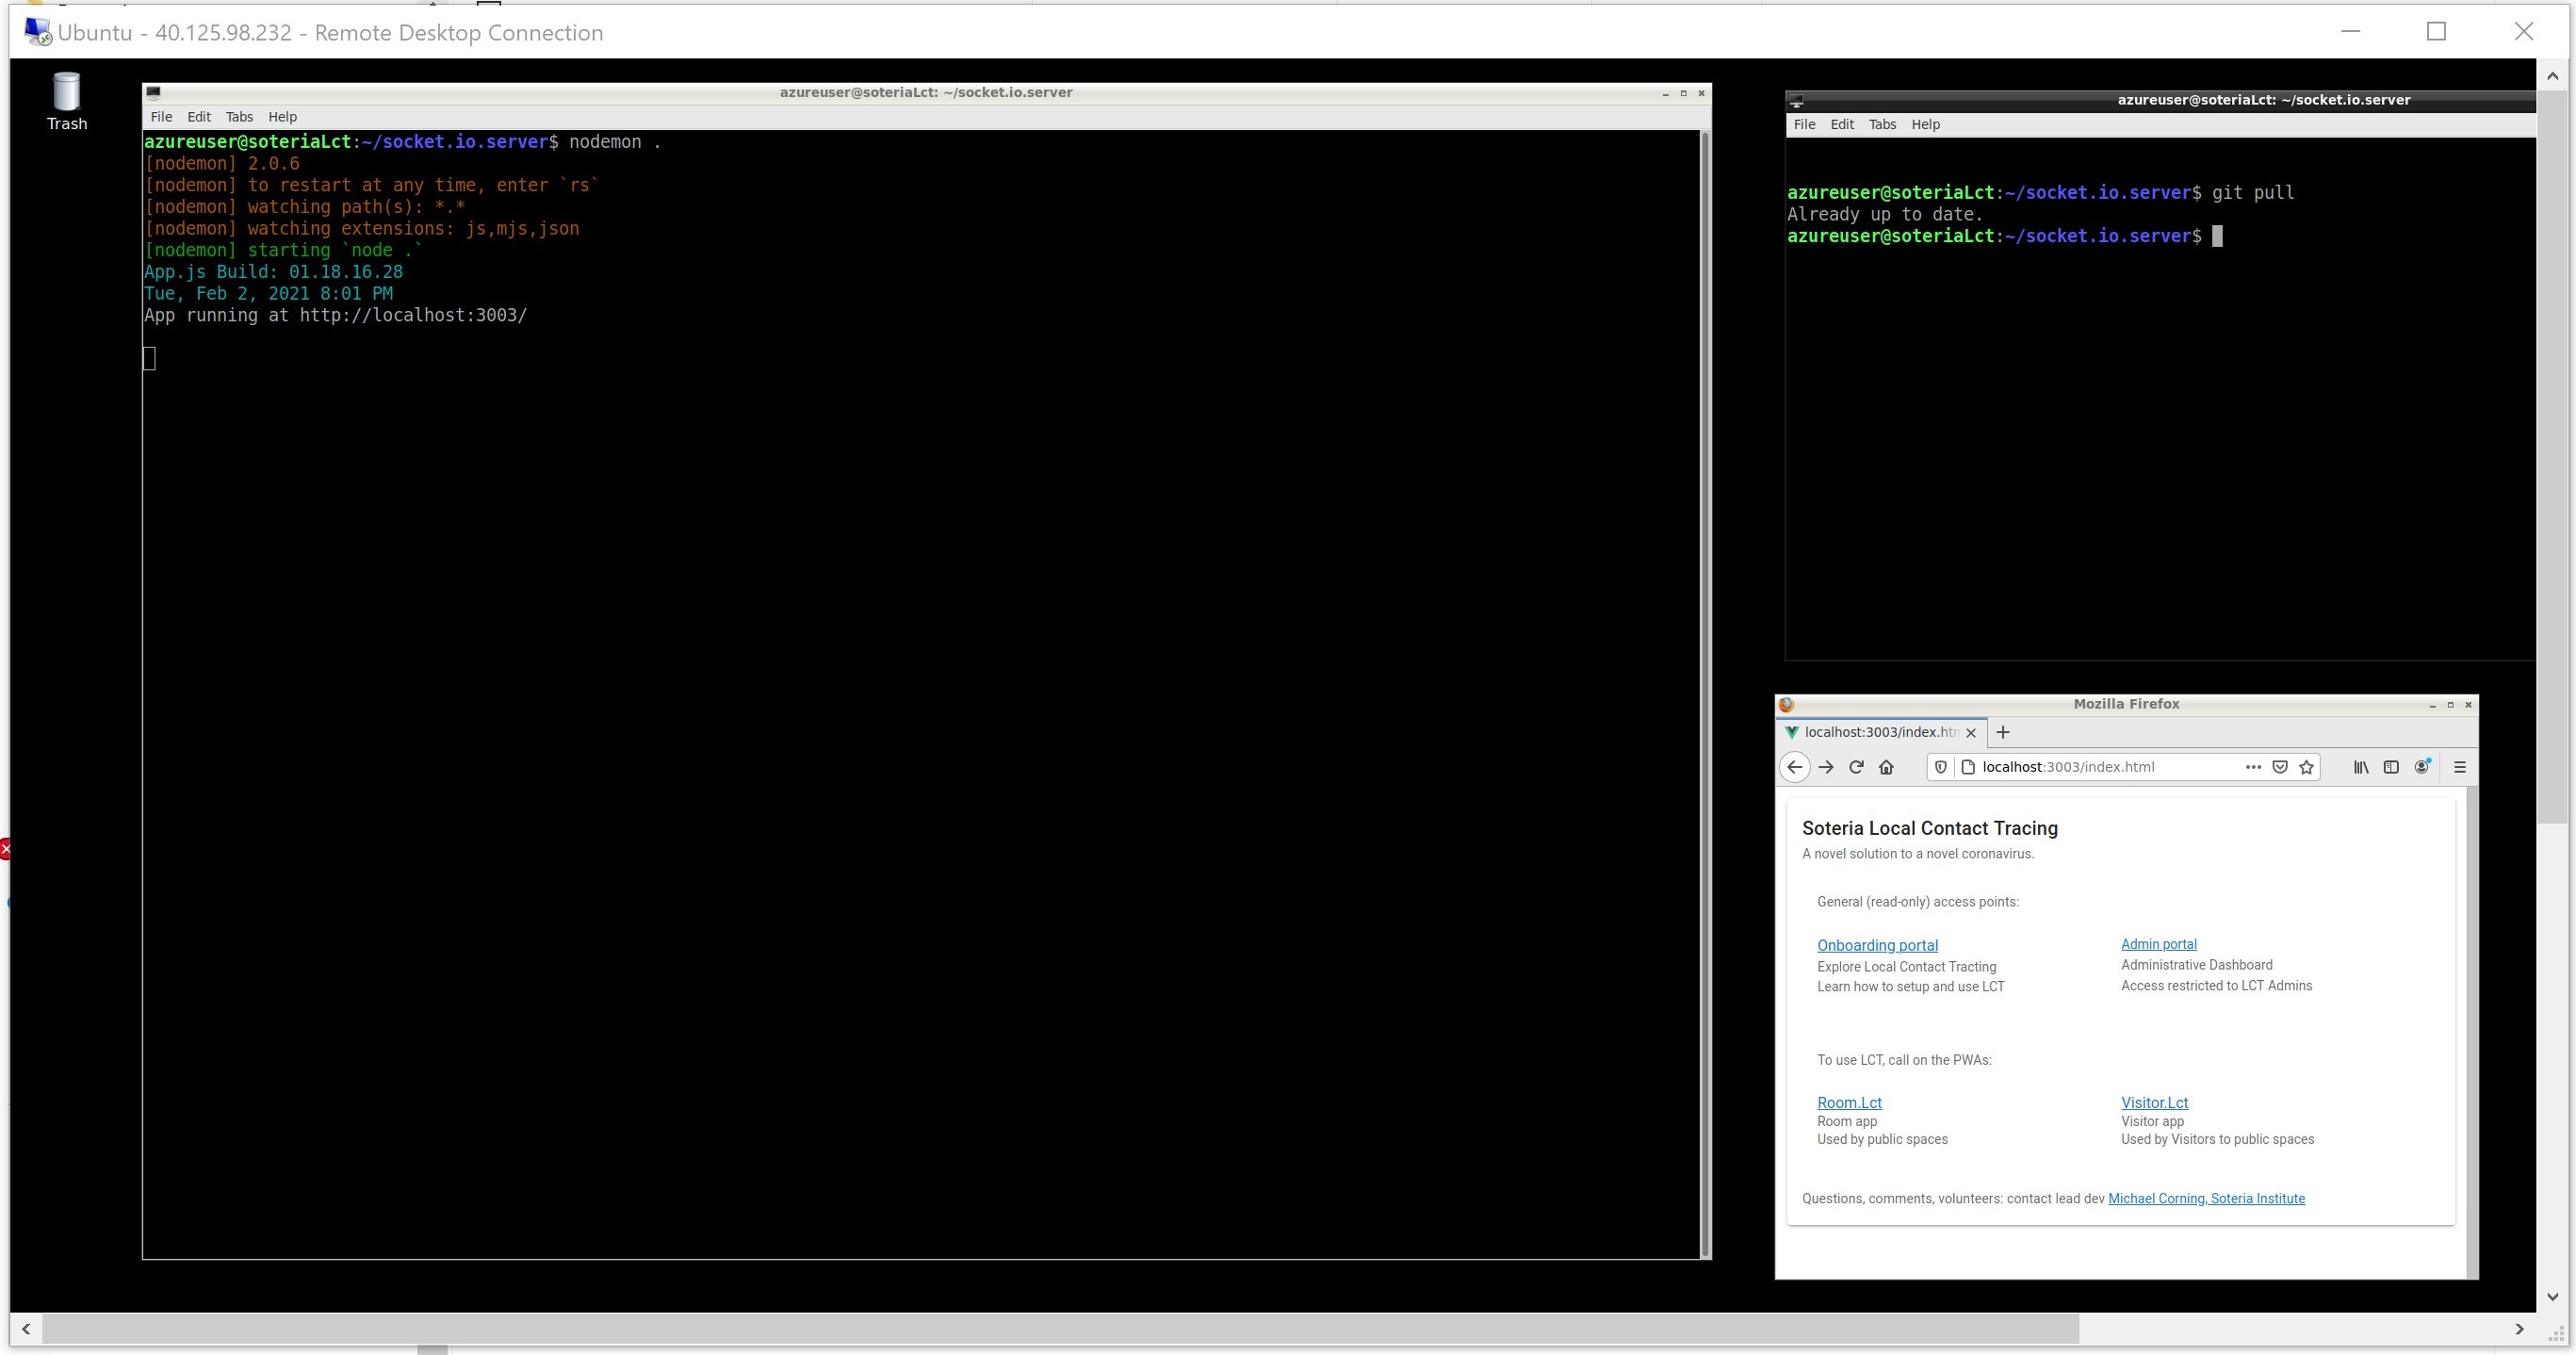 Ubuntu - 40.125.98.232 - Remote Desktop Connection
Trash
azureuser@soteriaLct: ~/socket.io.server
File Edit Tabs Help
azureuser@soteriaLct:~/socket.io.server$ nodemon .
[nodemon] 2.0.6
[nodemon] to restart at any time, enter `rs`
[nodemon] watching path(s): *.*
[nodemon] watching extensions: js,mjs,json
[nodemon] starting `node .`
App.js Build: 01.18.16.28
Tue, Feb 2, 2021 8:01 PM
App running at http://localhost:3003/
azureuser@soteriaLct: ~/socket.io.server
File Edit Tabs Help
azureuser@soteriaLct:~/socket.io.server$ git pull
Already up to date.
azureuser@soteriaLct:~/socket.io.server$
Mozilla Firefox
localhost:3003/index.htm
localhost:3003/index.html
Soteria Local Contact Tracing
A novel solution to a novel coronavirus.
General (read-only) access points:
Onboarding portal
Explore Local Contact Tracting
Learn how to setup and use LCT
Admin portal
Administrative Dashboard
Access restricted to LCT Admins
To use LCT, call on the PWAs:
Room.Lct
Room app
Used by public spaces
Visitor.Lct
Visitor app
Used by Visitors to public spaces
Questions, comments, volunteers: contact lead dev Michael Corning, Soteria Institute